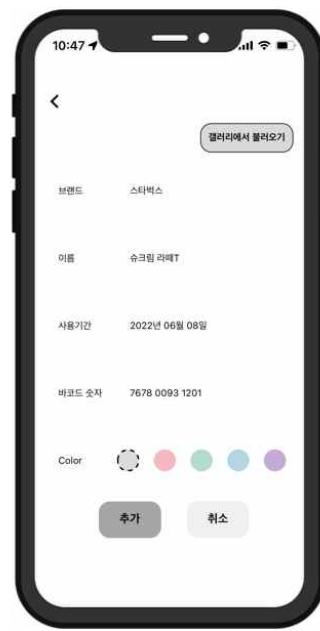 10:47
갤러리에서 불러오기
브랜드 스타벅스
이름 슈크림 라떼T
사용기간 2022년 06월 08일
바코드 숫자 7678 0093 1201
Color
추가 취소